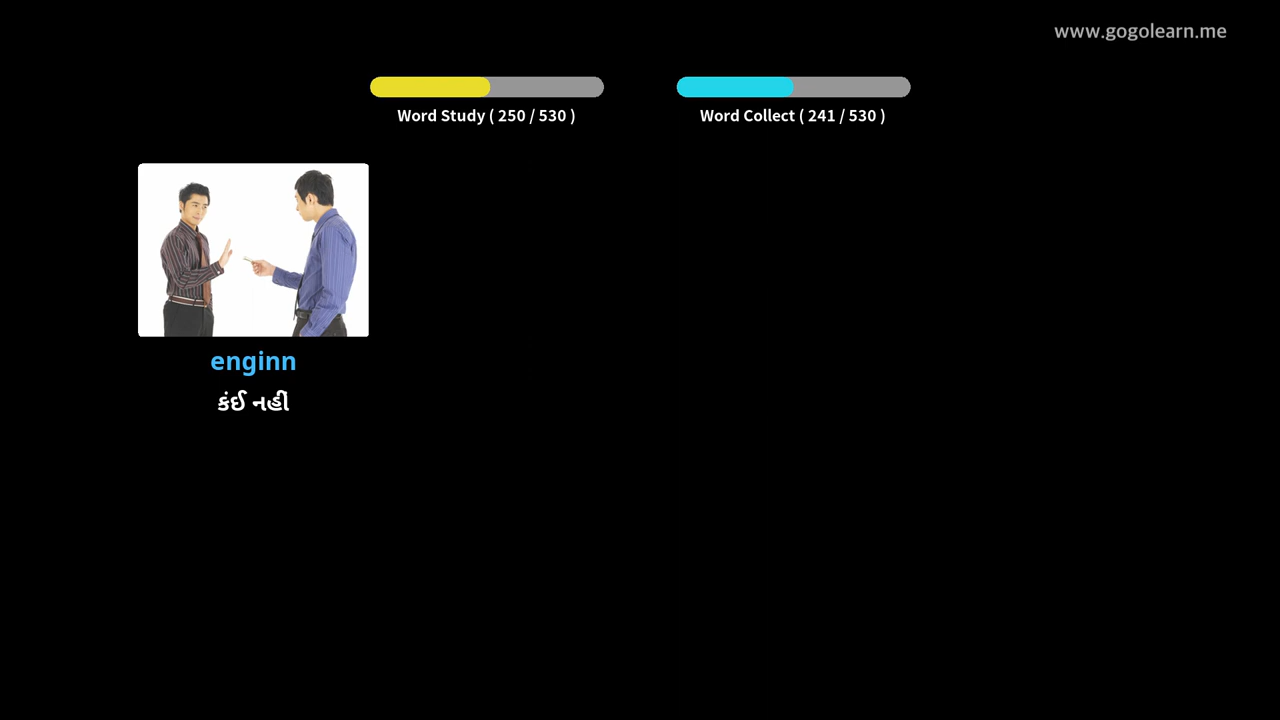 www.gogolearn.me
Word Study ( 250 / 530 )
Word Collect ( 241 / 530 )
enginn
કંઈ નહીં